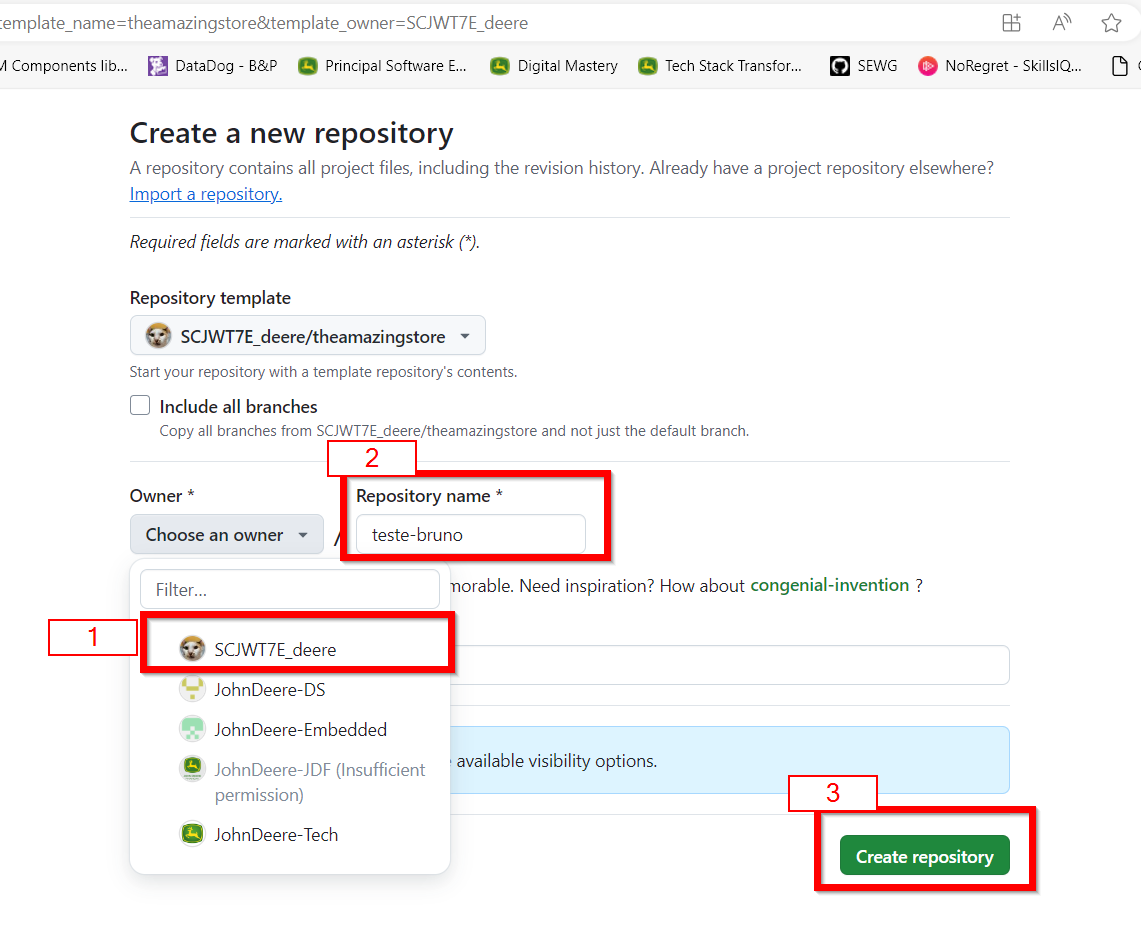 template_name=theamazingstore&template_owner=SCJWT7E_deere
M Components lib... DataDog - B&P Principal Software E... Digital Mastery Tech Stack Transfor... SEWG NoRegret - SkillsIQ...
Create a new repository
A repository contains all project files, including the revision history. Already have a project repository elsewhere?
Import a repository.
Required fields are marked with an asterisk (*).
Repository template
SCJWT7E_deere/theamazingstore
Start your repository with a template repository's contents.
Include all branches
Copy all branches from SCJWT7E_deere/theamazingstore and not just the default branch.
2
Owner * Repository name *
Choose an owner / teste-bruno
Filter... morable. Need inspiration? How about congenial-invention ?
1 SCJWT7E_deere
JohnDeere-DS
JohnDeere-Embedded
JohnDeere-JDF (Insufficient
permission)
available visibility options.
3
JohnDeere-Tech
Create repository